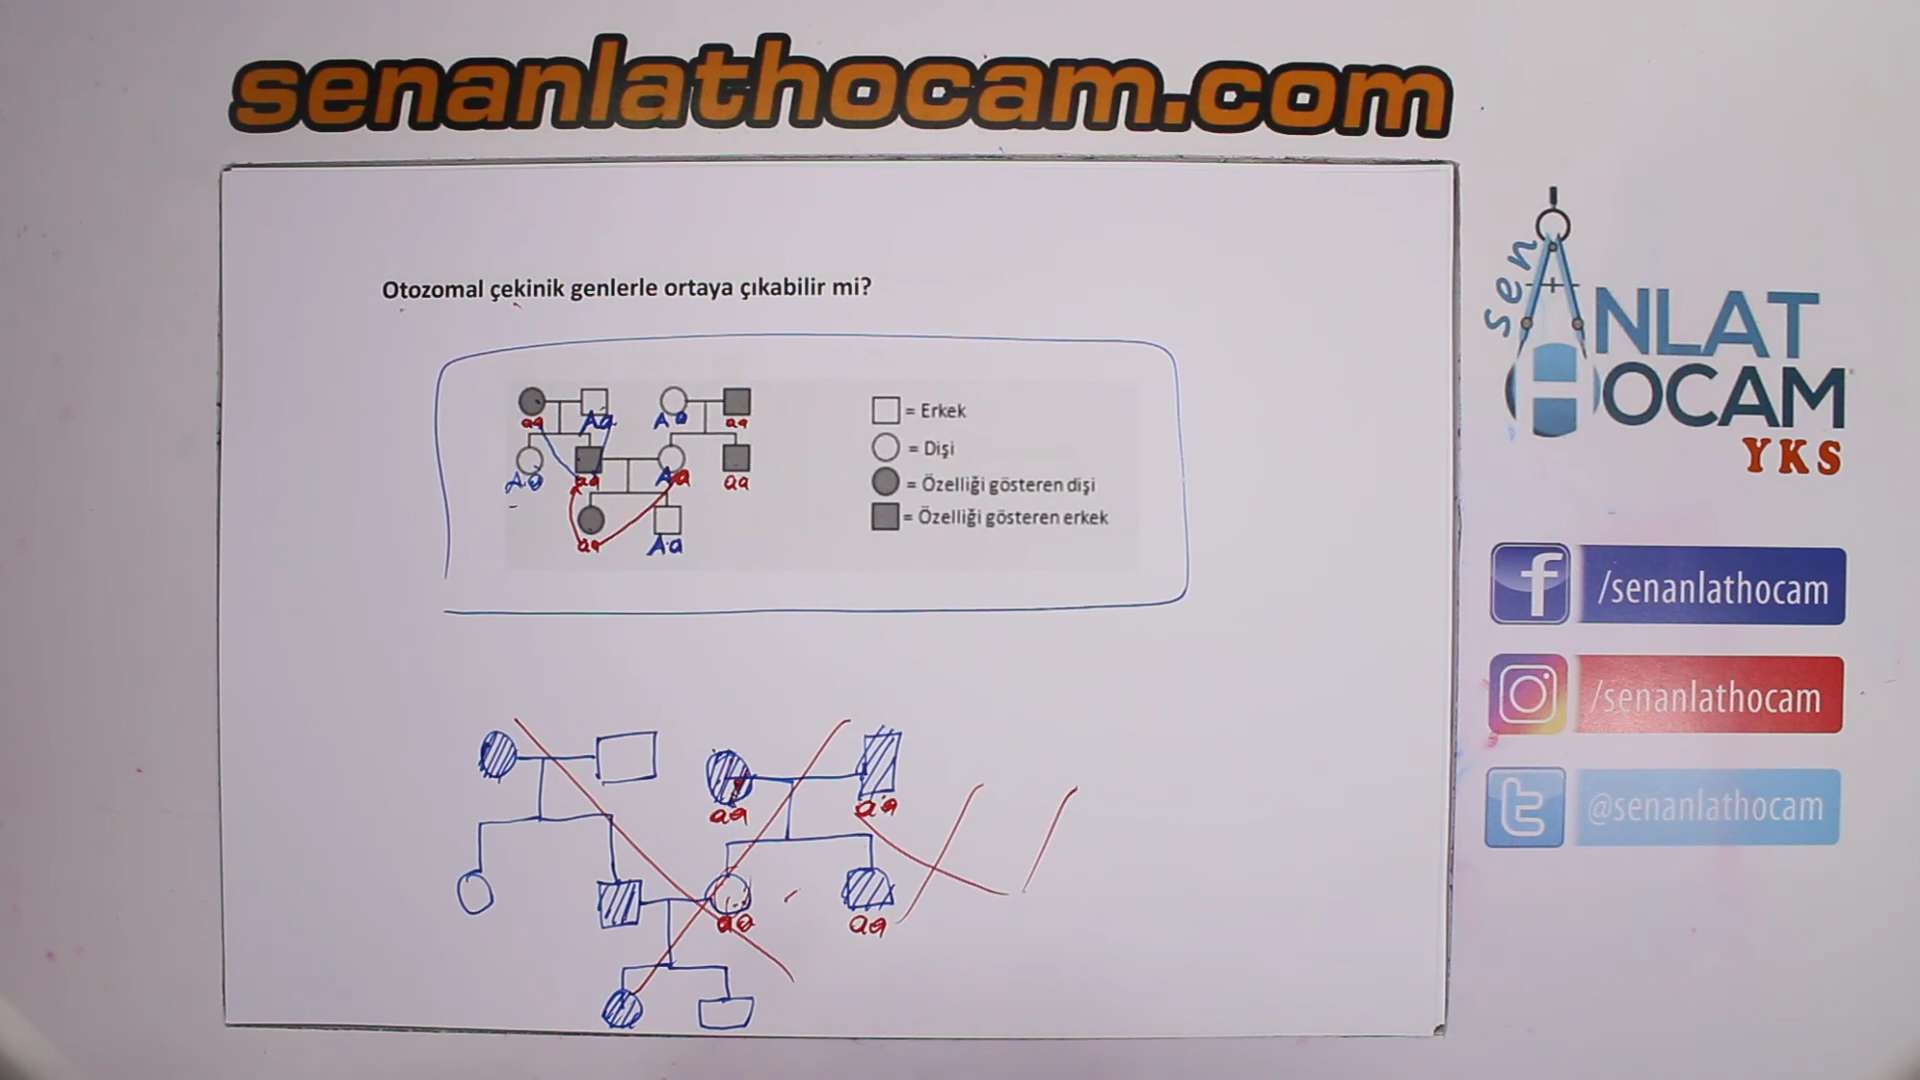 senanlathocam.com
Otozomal çekinik genlerle ortaya çıkabilir mi?
aa Aa Aa aa
= Erkek
= Dişi
Aa aa Aa aa
= Özelliği gösteren dişi
= Özelliği gösteren erkek
aa Aa
aa aa
aa aa
sen
ANLAT
HOCAM
YKS
f /senanlathocam
/senanlathocam
t @senanlathocam